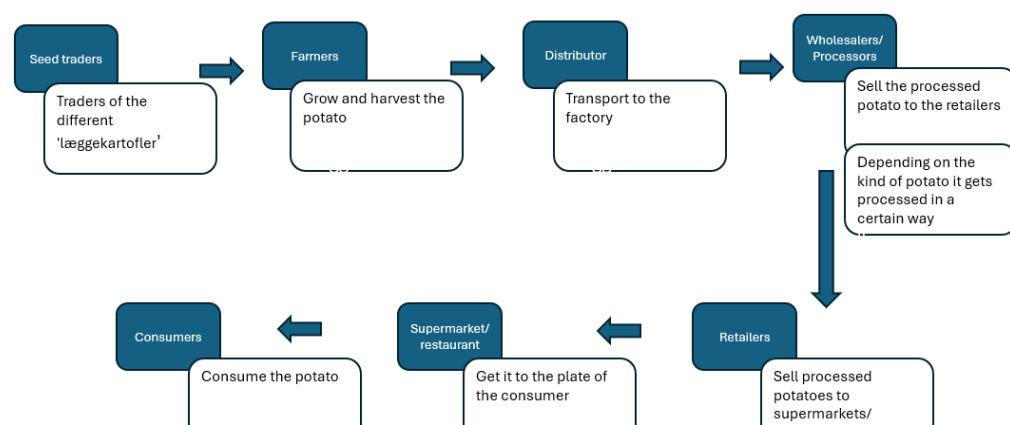 Seed traders
Traders of the
different
'læggekartofler'
Farmers
Grow and harvest the
potato
Distributor
Transport to the
factory
Wholesalers/
Processors
Sell the processed
potato to the retailers
Depending on the
kind of potato it gets
processed in a
certain way
Consumers
Consume the potato
Supermarket/
restaurant
Get it to the plate of
the consumer
Retailers
Sell processed
potatoes to
supermarkets/